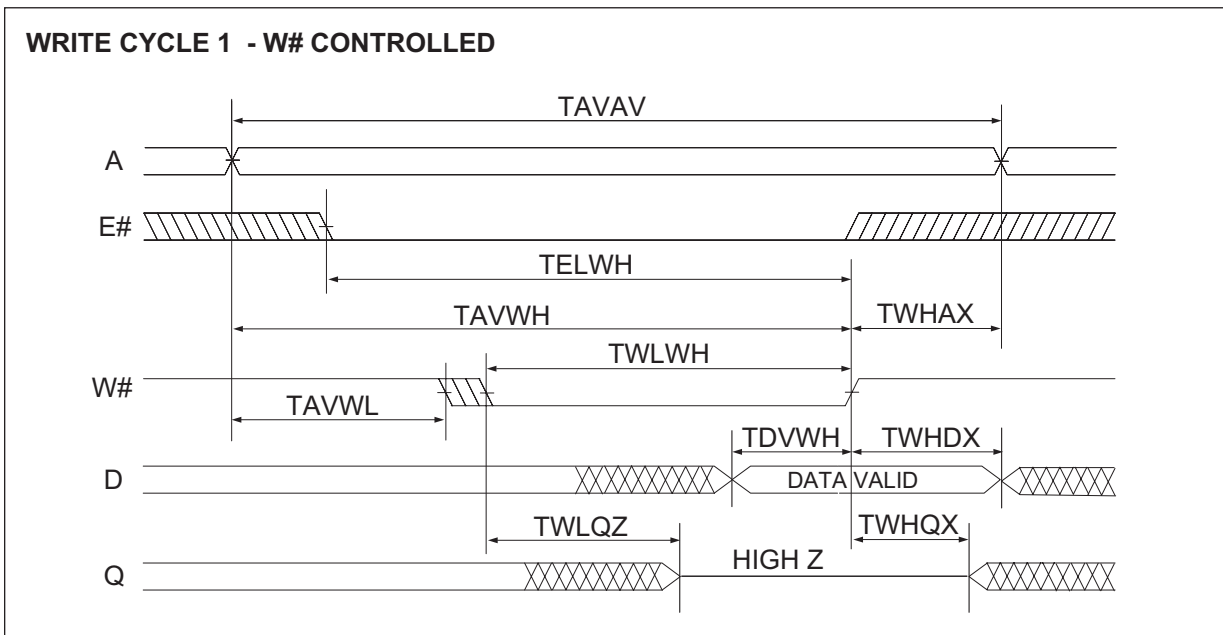 WRITE CYCLE 1 - W# CONTROLLED
TAVAV
A
E#
TELWH
TAVWH
TWHAX
TWLWH
W#
TAVWL
TDVWH
TWHDX
D
DATA VALID
TWLQZ
TWHQX
HIGH Z
Q